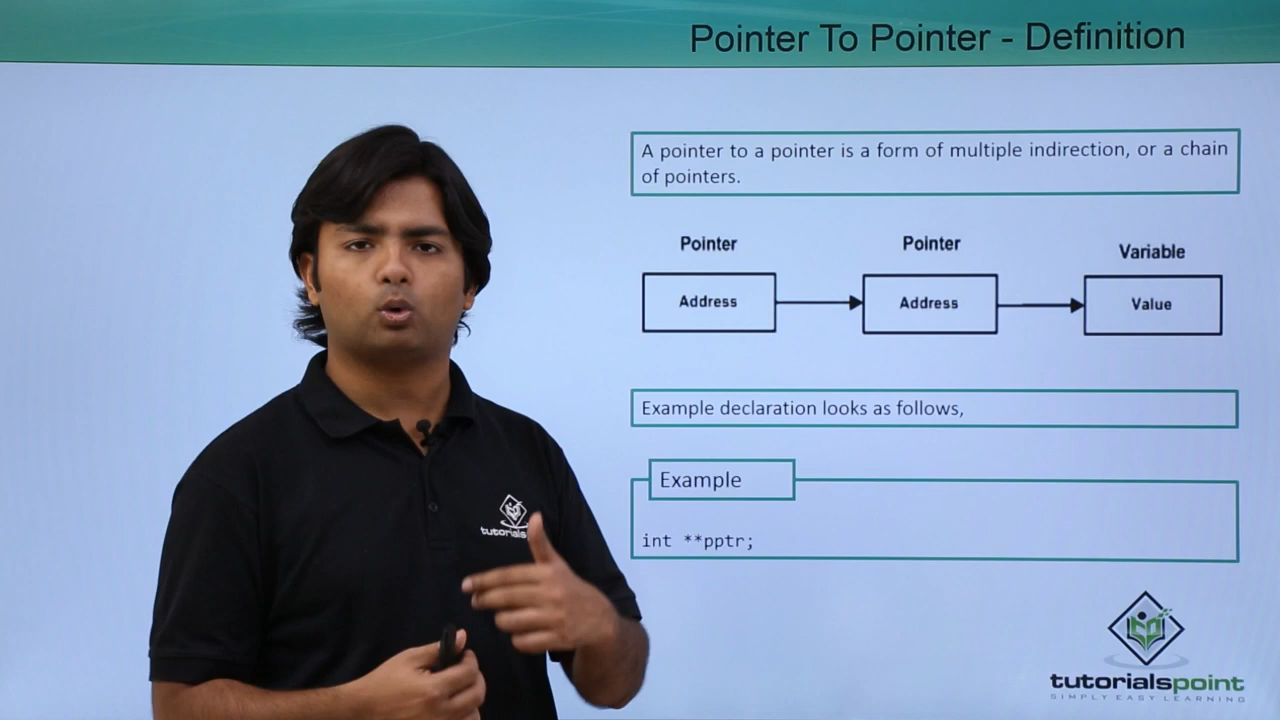 Pointer To Pointer - Definition
A pointer to a pointer is a form of multiple indirection, or a chain
of pointers.
Pointer Pointer Variable
Address Address Value
Example declaration looks as follows,
Example
int **pptr;
tutorials
tutorialspoint
SIMPLY EASY LEARNING